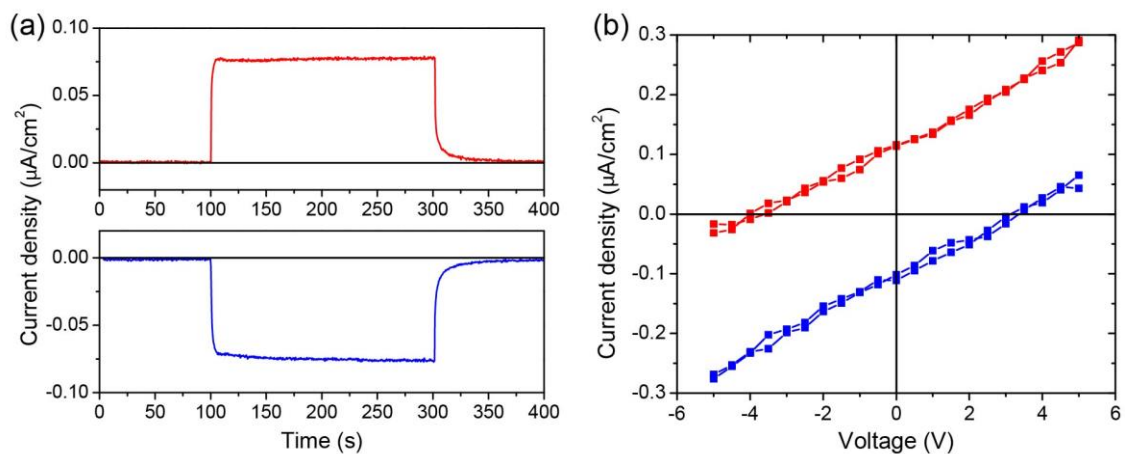 (a)
Current density (µA/cm²)
0.10
0.05
0.00
0 50 100 150 200 250 300 350 400
0.00
-0.05
-0.10
0 50 100 150 200 250 300 350 400
Time (s)
(b)
Current density (µA/cm²)
0.3
0.2
0.1
0.0
-0.1
-0.2
-0.3
-6 -4 -2 0 2 4 6
Voltage (V)